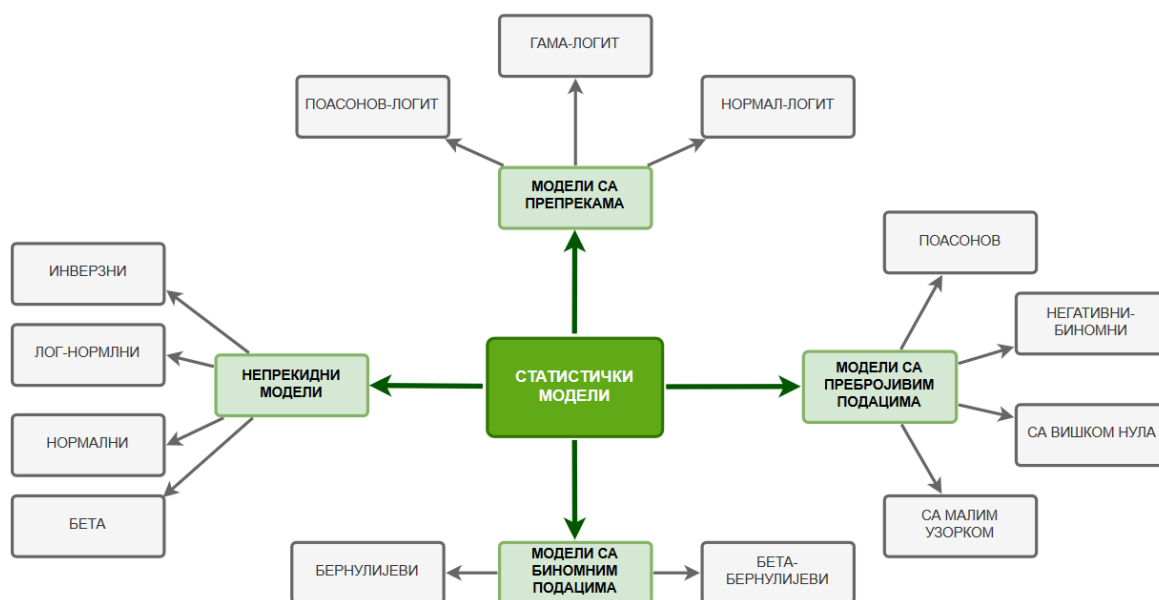 ГАМА-ЛОГИТ
ПОАСОНОВ-ЛОГИТ
НОРМАЛ-ЛОГИТ
МОДЕЛИ СА
ПРЕПРЕКАМА
ПОАСОНОВ
ИНВЕРЗНИ
НЕГАТИВНИ-
БИНОМНИ
ЛОГ-НОРМЛНИ
НЕПРЕКИДНИ
МОДЕЛИ
СТАТИСТИЧКИ
МОДЕЛИ
МОДЕЛИ СА
ПРЕБРОЈИВИМ
ПОДАЦИМА
НОРМАЛНИ
СА ВИШКОМ НУЛА
БЕТА
СА МАЛИМ
УЗОРКОМ
БЕРНУЛИЈЕВИ
МОДЕЛИ СА
БИНОМНИМ
ПОДАЦИМА
БЕТА-
БЕРНУЛИЈЕВИ